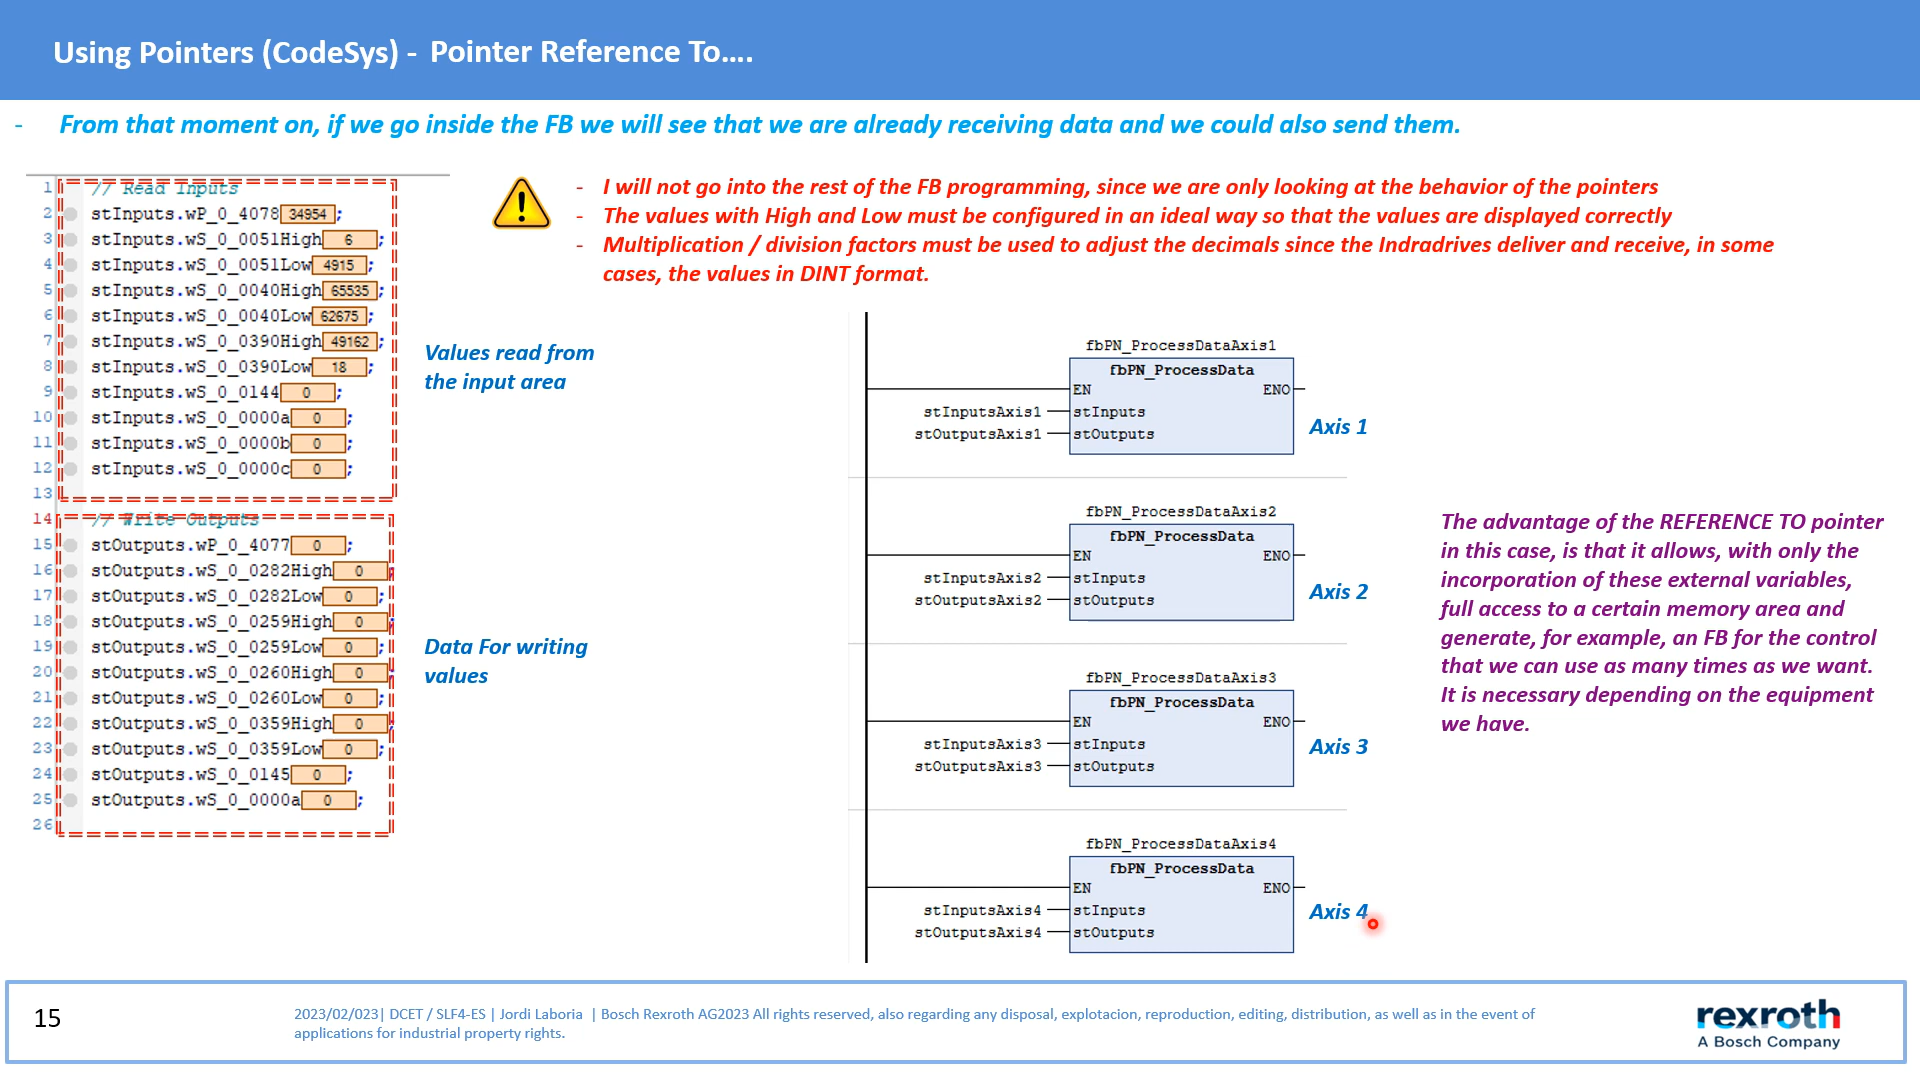 Using Pointers (CodeSys) - Pointer Reference To....
- From that moment on, if we go inside the FB we will see that we are already receiving data and we could also send them.
1 // Read Inputs
2 stInputs.wP_0_4078 34954 ;
3 stInputs.wS_0_0051High 6 ;
4 stInputs.wS_0_0051Low 4915 ;
5 stInputs.wS_0_0040High 65535 ;
6 stInputs.wS_0_0040Low 62675 ;
7 stInputs.wS_0_0390High 49162 ;
8 stInputs.wS_0_0390Low 18 ;
9 stInputs.wS_0_0144 0 ;
10 stInputs.wS_0_0000a 0 ;
11 stInputs.wS_0_0000b 0 ;
12 stInputs.wS_0_0000c 0 ;
13
14 // Write Outputs
15 stOutputs.wP_0_4077 0 ;
16 stOutputs.wS_0_0282High 0 ;
17 stOutputs.wS_0_0282Low 0 ;
18 stOutputs.wS_0_0259High 0 ;
19 stOutputs.wS_0_0259Low 0 ;
20 stOutputs.wS_0_0260High 0 ;
21 stOutputs.wS_0_0260Low 0 ;
22 stOutputs.wS_0_0359High 0 ;
23 stOutputs.wS_0_0359Low 0 ;
24 stOutputs.wS_0_0145 0 ;
25 stOutputs.wS_0_0000a 0 ;
26
Values read from
the input area
Data For writing
values
!
- I will not go into the rest of the FB programming, since we are only looking at the behavior of the pointers
- The values with High and Low must be configured in an ideal way so that the values are displayed correctly
- Multiplication / division factors must be used to adjust the decimals since the Indradrives deliver and receive, in some
cases, the values in DINT format.
fbPN_ProcessDataAxis1
fbPN_ProcessData
EN ENO
stInputsAxis1 stInputs
stOutputsAxis1 stOutputs
Axis 1
fbPN_ProcessDataAxis2
fbPN_ProcessData
EN ENO
stInputsAxis2 stInputs
stOutputsAxis2 stOutputs
Axis 2
fbPN_ProcessDataAxis3
fbPN_ProcessData
EN ENO
stInputsAxis3 stInputs
stOutputsAxis3 stOutputs
Axis 3
fbPN_ProcessDataAxis4
fbPN_ProcessData
EN ENO
stInputsAxis4 stInputs
stOutputsAxis4 stOutputs
Axis 4
The advantage of the REFERENCE TO pointer
in this case, is that it allows, with only the
incorporation of these external variables,
full access to a certain memory area and
generate, for example, an FB for the control
that we can use as many times as we want.
It is necessary depending on the equipment
we have.
15
2023/02/023| DCET / SLF4-ES | Jordi Laboria | Bosch Rexroth AG2023 All rights reserved, also regarding any disposal, explotacion, reproduction, editing, distribution, as well as in the event of
applications for industrial property rights.
rexroth
A Bosch Company